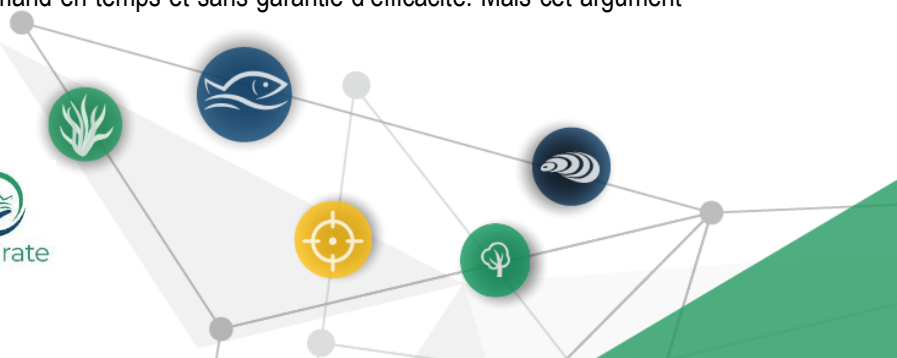 en temps et sans garantie d'efficacité. Mais cet argument
rate